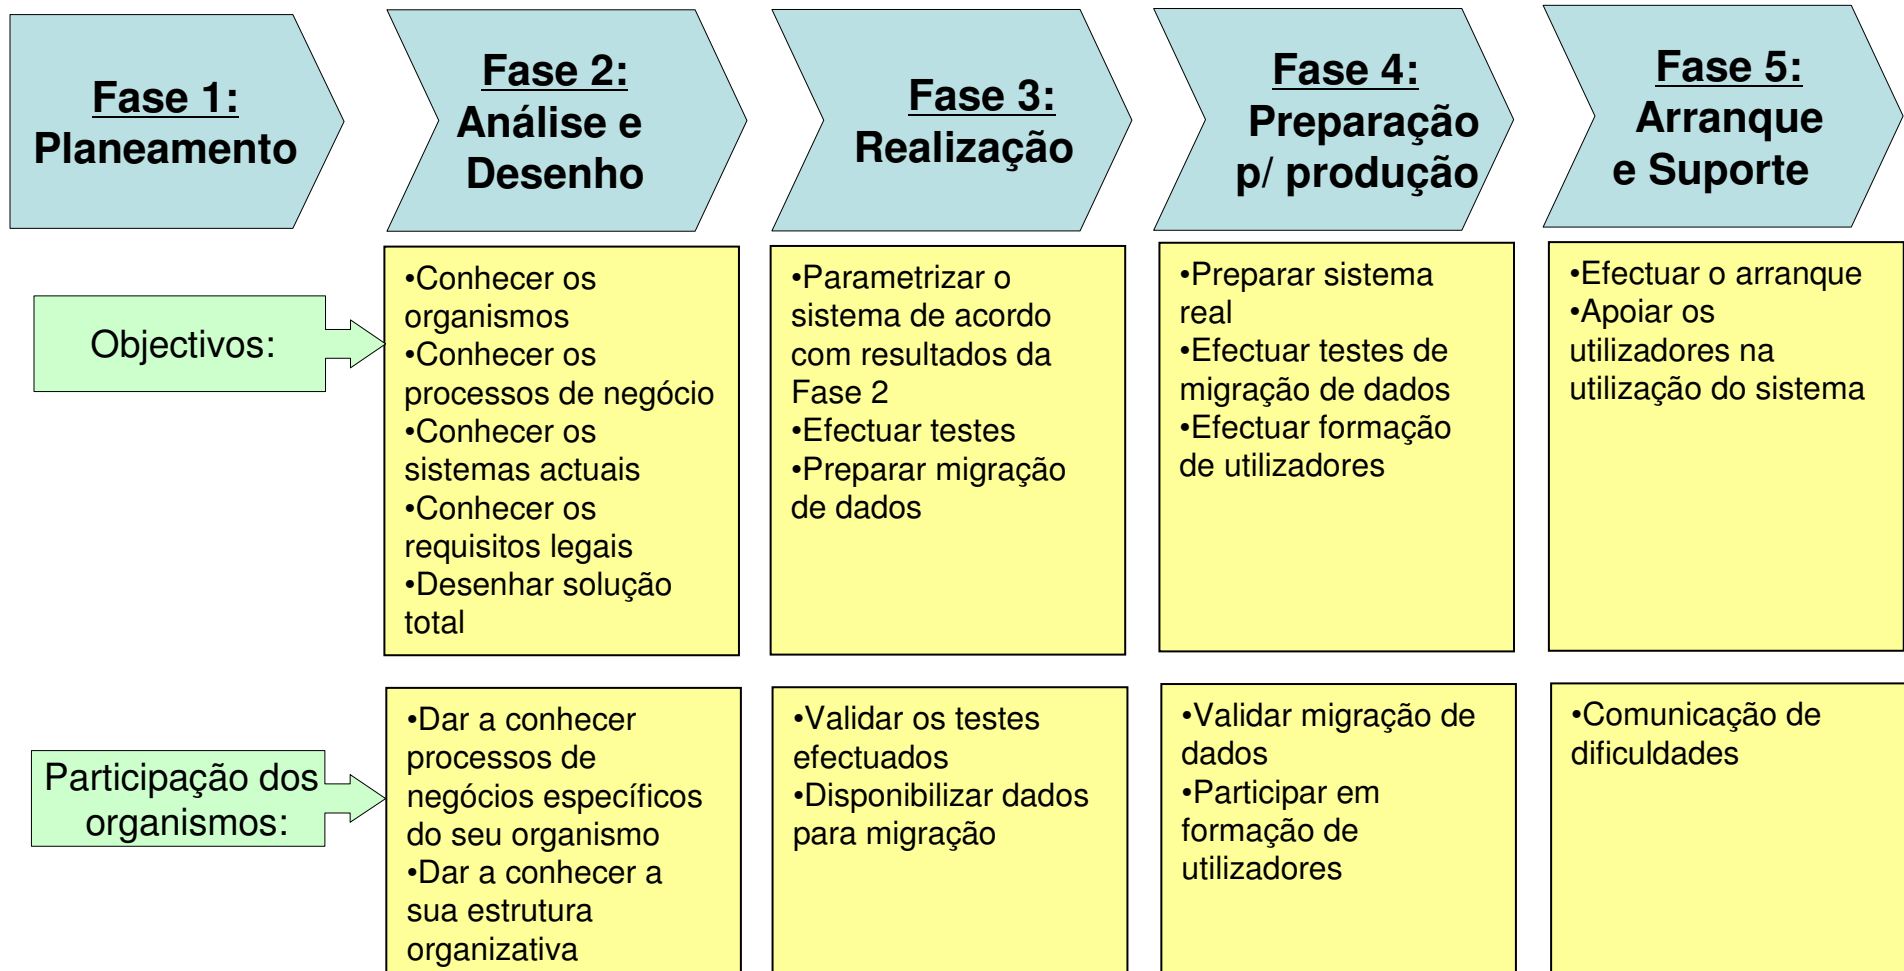 Fase 1:
Planeamento
Fase 2:
Análise e
Desenho
Fase 3:
Realização
Fase 4:
Preparação
p/ produção
Fase 5:
Arranque
e Suporte
Objectivos:
•Conhecer os
organismos
•Conhecer os
processos de negócio
•Conhecer os
sistemas actuais
•Conhecer os
requisitos legais
•Desenhar solução
total
•Parametrizar o
sistema de acordo
com resultados da
Fase 2
•Efectuar testes
•Preparar migração
de dados
•Preparar sistema
real
•Efectuar testes de
migração de dados
•Efectuar formação
de utilizadores
•Efectuar o arranque
•Apoiar os
utilizadores na
utilização do sistema
Participação dos
organismos:
•Dar a conhecer
processos de
negócios específicos
do seu organismo
•Dar a conhecer a
sua estrutura
organizativa
•Validar os testes
efectuados
•Disponibilizar dados
para migração
•Validar migração de
dados
•Participar em
formação de
utilizadores
•Comunicação de
dificuldades